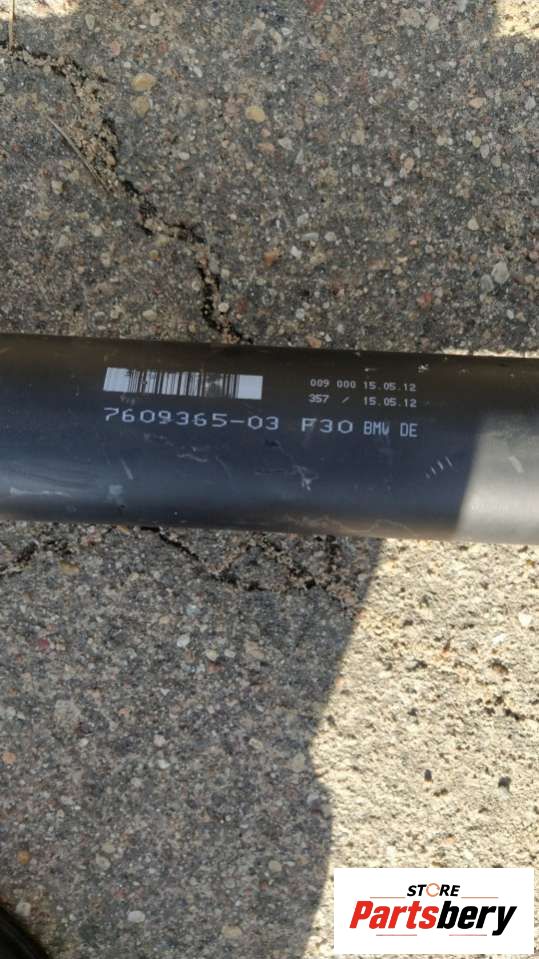 009 000 15.05.12
357 / 15.05.12
7609365-03 F30 BMW DE
STORE
Partsbery